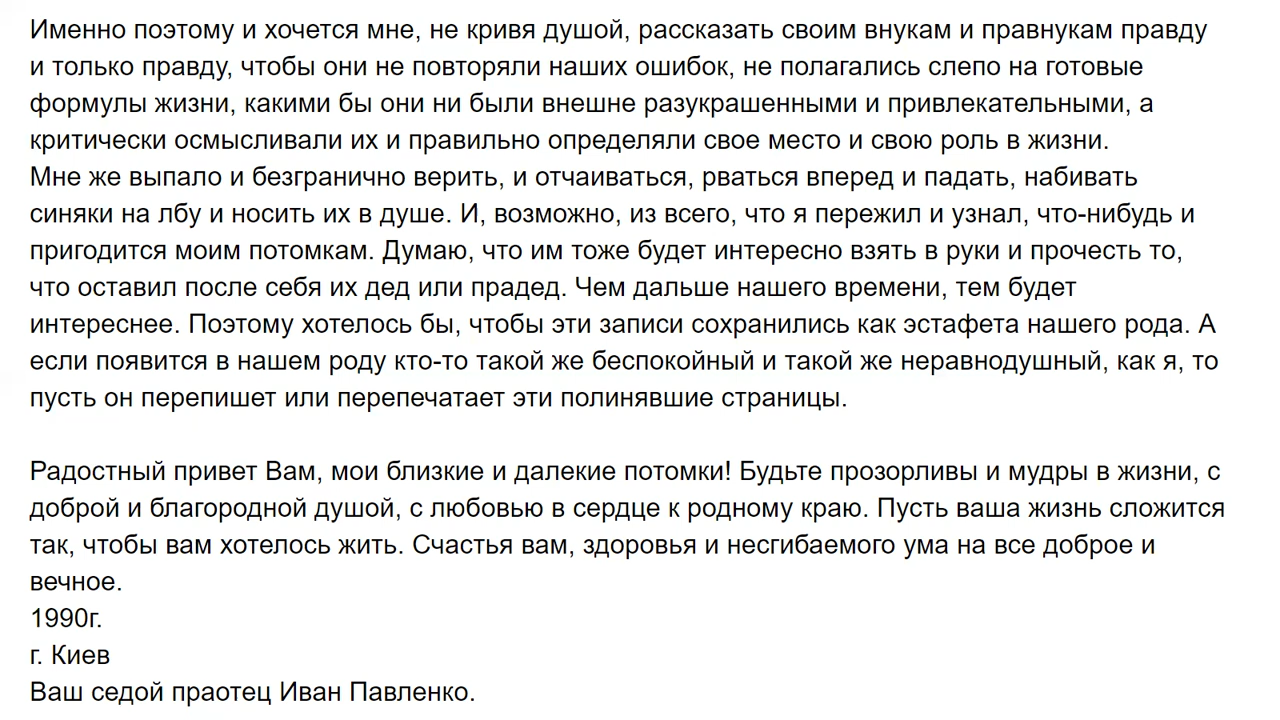 Именно поэтому и хочется мне, не кривя душой, рассказать своим внукам и правнукам правду
и только правду, чтобы они не повторяли наших ошибок, не полагались слепо на готовые
формулы жизни, какими бы они ни были внешне разукрашенными и привлекательными, а
критически осмысливали их и правильно определяли свое место и свою роль в жизни.
Мне же выпало и безгранично верить, и отчаиваться, рваться вперед и падать, набивать
синяки на лбу и носить их в душе. И, возможно, из всего, что я пережил и узнал, что-нибудь и
пригодится моим потомкам. Думаю, что им тоже будет интересно взять в руки и прочесть то,
что оставил после себя их дед или прадед. Чем дальше нашего времени, тем будет
интереснее. Поэтому хотелось бы, чтобы эти записи сохранились как эстафета нашего рода. А
если появится в нашем роду кто-то такой же беспокойный и такой же неравнодушный, как я, то
пусть он перепишет или перепечатает эти полинявшие страницы.
Радостный привет Вам, мои близкие и далекие потомки! Будьте прозорливы и мудры в жизни, с
доброй и благородной душой, с любовью в сердце к родному краю. Пусть ваша жизнь сложится
так, чтобы вам хотелось жить. Счастья вам, здоровья и несгибаемого ума на все доброе и
вечное.
1990г.
г. Киев
Ваш седой праотец Иван Павленко.